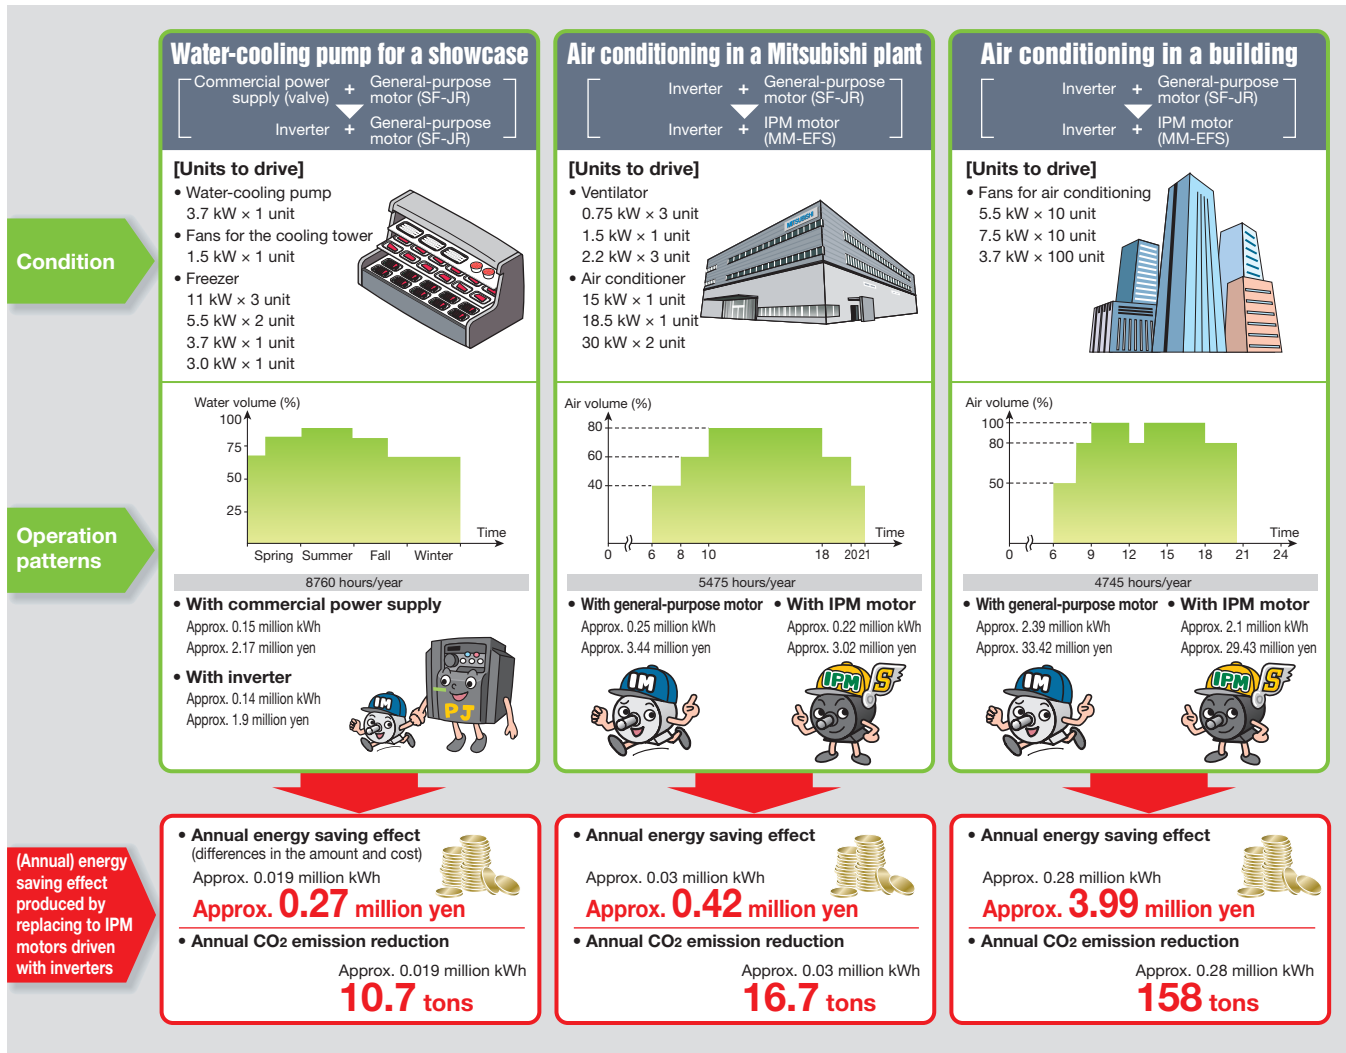 Water-cooling pump for a showcase
Commercial power
supply (valve)
+
General-purpose
motor (SF-JR)
Inverter
+
General-purpose
motor (SF-JR)
Air conditioning in a Mitsubishi plant
Inverter
+
General-purpose
motor (SF-JR)
Inverter
+
IPM motor
(MM-EFS)
Air conditioning in a building
Inverter
+
General-purpose
motor (SF-JR)
Inverter
+
IPM motor
(MM-EFS)
Condition
[Units to drive]
• Water-cooling pump
3.7 kW × 1 unit
• Fans for the cooling tower
1.5 kW × 1 unit
• Freezer
11 kW × 3 unit
5.5 kW × 2 unit
3.7 kW × 1 unit
3.0 kW × 1 unit
[Units to drive]
• Ventilator
0.75 kW × 3 unit
1.5 kW × 1 unit
2.2 kW × 3 unit
• Air conditioner
15 kW × 1 unit
18.5 kW × 1 unit
30 kW × 2 unit
MITSUBISHI
[Units to drive]
• Fans for air conditioning
5.5 kW × 10 unit
7.5 kW × 10 unit
3.7 kW × 100 unit
Operation
patterns
Water volume (%)
100
75
50
25
Time
Spring Summer Fall Winter
8760 hours/year
• With commercial power supply
Approx. 0.15 million kWh
Approx. 2.17 million yen
• With inverter
Approx. 0.14 million kWh
Approx. 1.9 million yen
IM
PJ
Air volume (%)
80
60
40
Time
0 6 8 10 18 20 21
5475 hours/year
• With general-purpose motor
Approx. 0.25 million kWh
Approx. 3.44 million yen
• With IPM motor
Approx. 0.22 million kWh
Approx. 3.02 million yen
IM
IPM
S
Air volume (%)
100
80
50
Time
0 6 9 12 15 18 21 24
4745 hours/year
• With general-purpose motor
Approx. 2.39 million kWh
Approx. 33.42 million yen
• With IPM motor
Approx. 2.1 million kWh
Approx. 29.43 million yen
IM
IPM
S
(Annual) energy
saving effect
produced by
replacing to IPM
motors driven
with inverters
• Annual energy saving effect
(differences in the amount and cost)
Approx. 0.019 million kWh
Approx. 0.27 million yen
• Annual CO2 emission reduction
Approx. 0.019 million kWh
10.7 tons
• Annual energy saving effect
Approx. 0.03 million kWh
Approx. 0.42 million yen
• Annual CO2 emission reduction
Approx. 0.03 million kWh
16.7 tons
• Annual energy saving effect
Approx. 0.28 million kWh
Approx. 3.99 million yen
• Annual CO2 emission reduction
Approx. 0.28 million kWh
158 tons